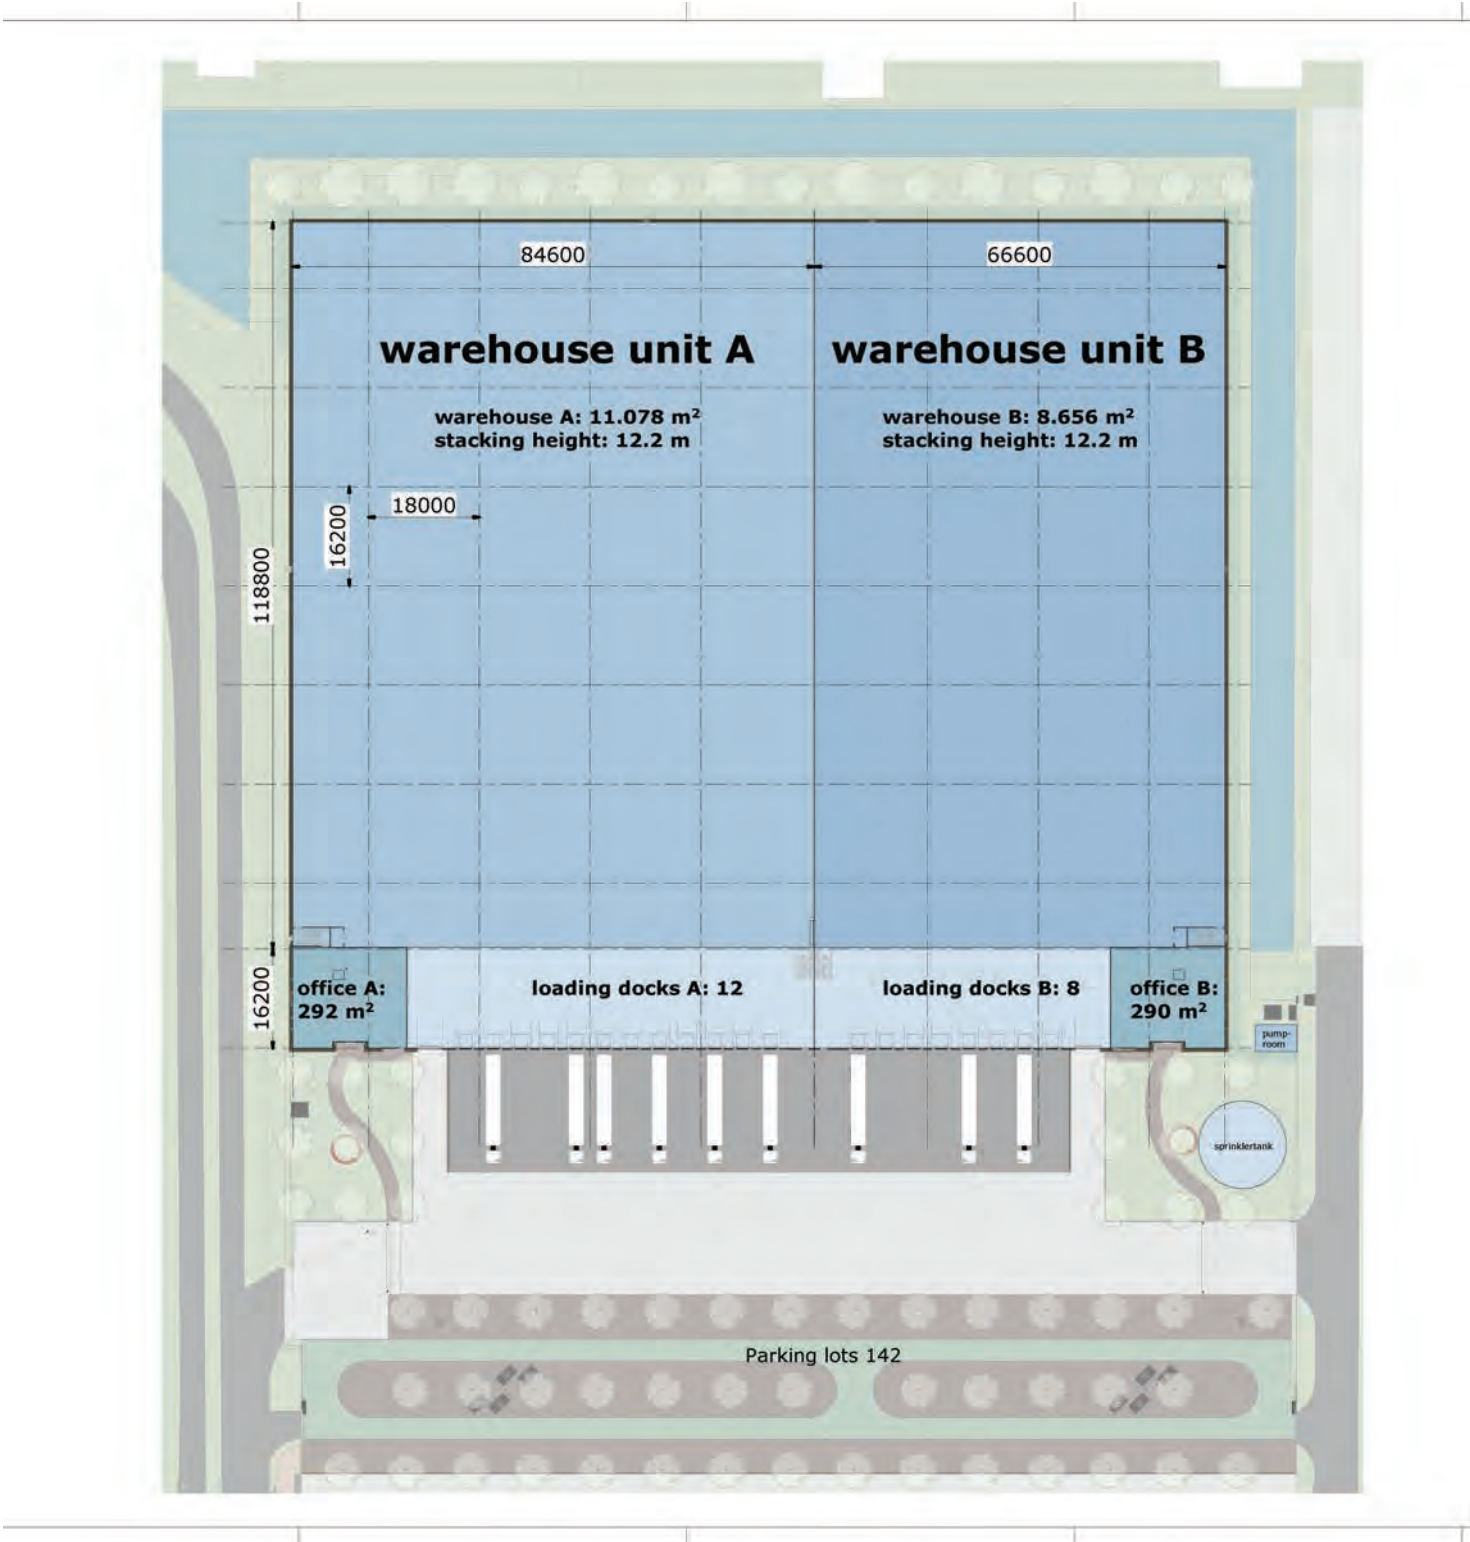 84600
66600
warehouse unit A
warehouse unit B
warehouse A: 11.078 m²
stacking height: 12.2 m
warehouse B: 8.656 m²
stacking height: 12.2 m
18000
16200
118800
16200
office A:
292 m²
loading docks A: 12
loading docks B: 8
office B:
290 m²
pump-
room
sprinklertank
Parking lots 142